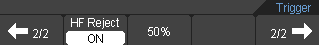 Trigger
2/2
HF Reject
ON
50%
2/2